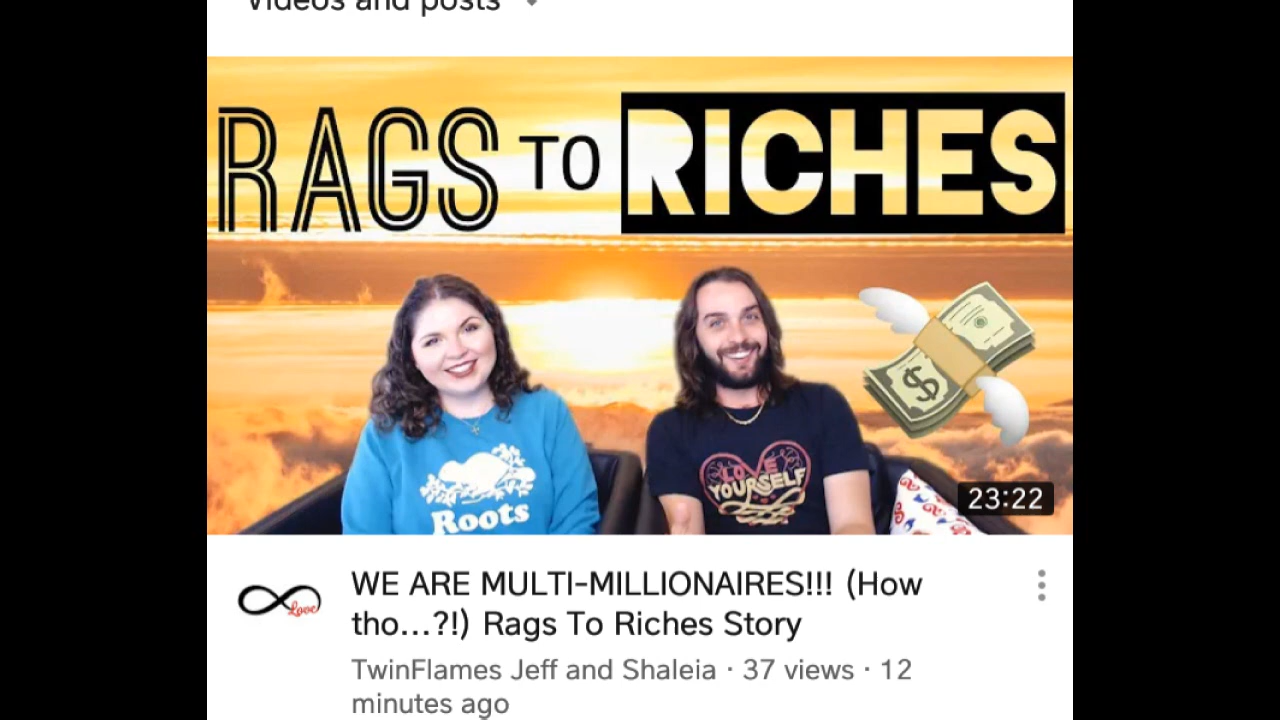 Videos and posts
RAGS TO RICHES
LOVE
YOURSELF
Roots
$
23:22
Love
WE ARE MULTI-MILLIONAIRES!!! (How
tho...?!) Rags To Riches Story
TwinFlames Jeff and Shaleia · 37 views · 12
minutes ago